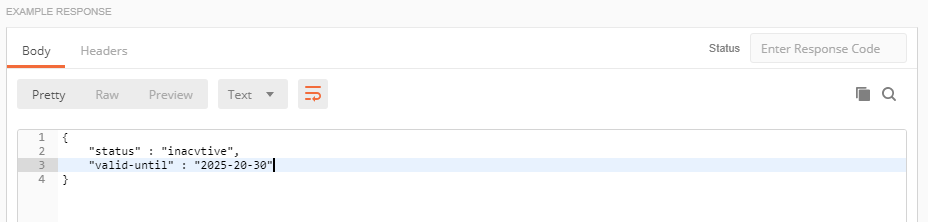 EXAMPLE RESPONSE
Body Headers Status Enter Response Code
Pretty Raw Preview Text
1 {
2 "status" : "inacvtive",
3 "valid-until" : "2025-20-30"
4 }